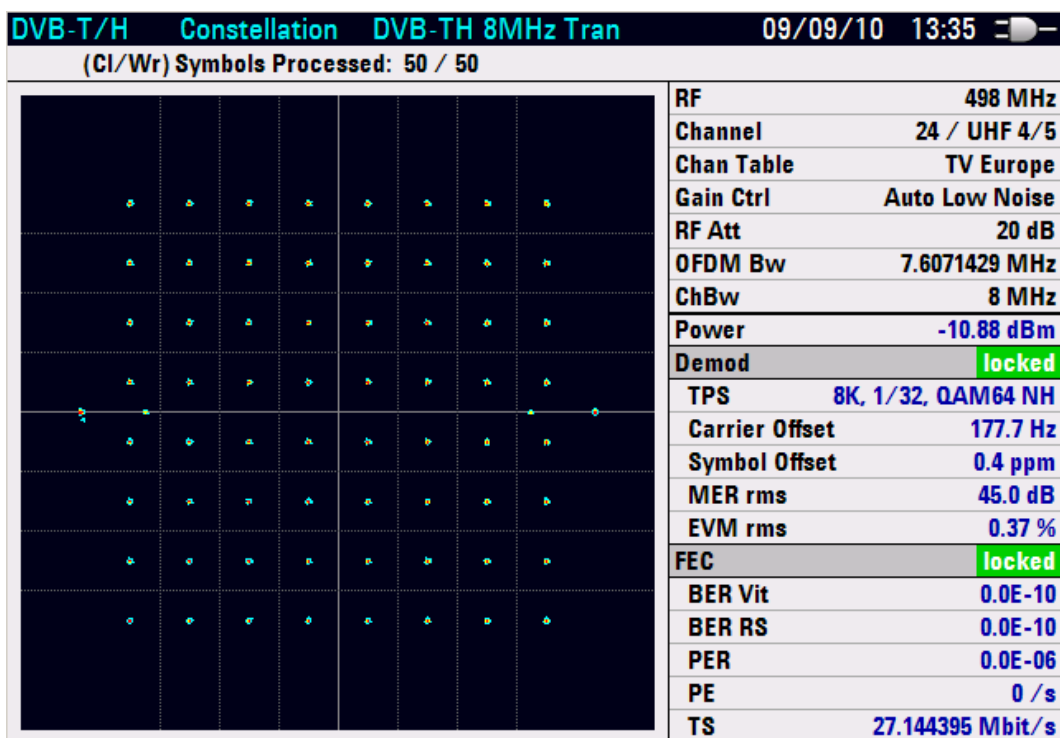 DVB-T/H Constellation DVB-TH 8MHz Tran 09/09/10 13:35
(Cl/Wr) Symbols Processed: 50 / 50
RF 498 MHz
Channel 24 / UHF 4/5
Chan Table TV Europe
Gain Ctrl Auto Low Noise
RF Att 20 dB
OFDM Bw 7.6071429 MHz
ChBw 8 MHz
Power -10.88 dBm
Demod locked
TPS 8K, 1/32, QAM64 NH
Carrier Offset 177.7 Hz
Symbol Offset 0.4 ppm
MER rms 45.0 dB
EVM rms 0.37 %
FEC locked
BER Vit 0.0E-10
BER RS 0.0E-10
PER 0.0E-06
PE 0 /s
TS 27.144395 Mbit/s